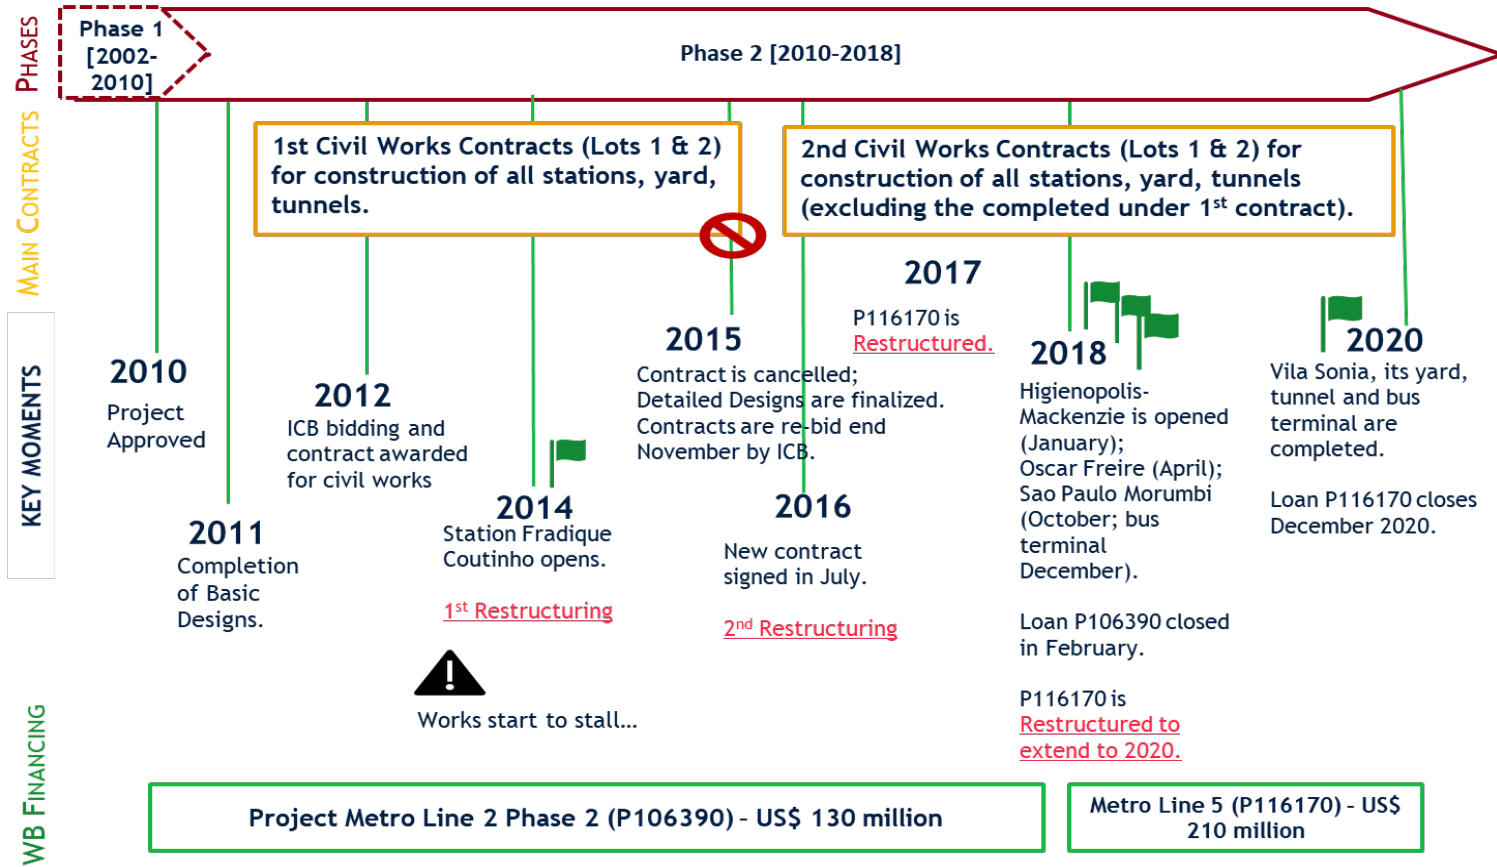 PHASES
Phase 1
[2002-
2010]
Phase 2 [2010-2018]
MAIN CONTRACTS
1st Civil Works Contracts (Lots 1 & 2)
for construction of all stations, yard,
tunnels.
2nd Civil Works Contracts (Lots 1 & 2) for
construction of all stations, yard, tunnels
(excluding the completed under 1st contract).
KEY MOMENTS
2010
Project
Approved
2011
Completion
of Basic
Designs.
2012
ICB bidding and
contract awarded
for civil works
2014
Station Fradique
Coutinho opens.
1st Restructuring
!
Works start to stall…
2015
Contract is cancelled;
Detailed Designs are finalized.
Contracts are re-bid end
November by ICB.
2016
New contract
signed in July.
2nd Restructuring
2017
P116170 is
Restructured.
2018
Higienopolis-
Mackenzie is opened
(January);
Oscar Freire (April);
Sao Paulo Morumbi
(October; bus
terminal
December).
Loan P106390 closed
in February.
P116170 is
Restructured to
extend to 2020.
2020
Vila Sonia, its yard,
tunnel and bus
terminal are
completed.
Loan P116170 closes
December 2020.
WB FINANCING
Project Metro Line 2 Phase 2 (P106390) – US$ 130 million
Metro Line 5 (P116170) – US$
210 million